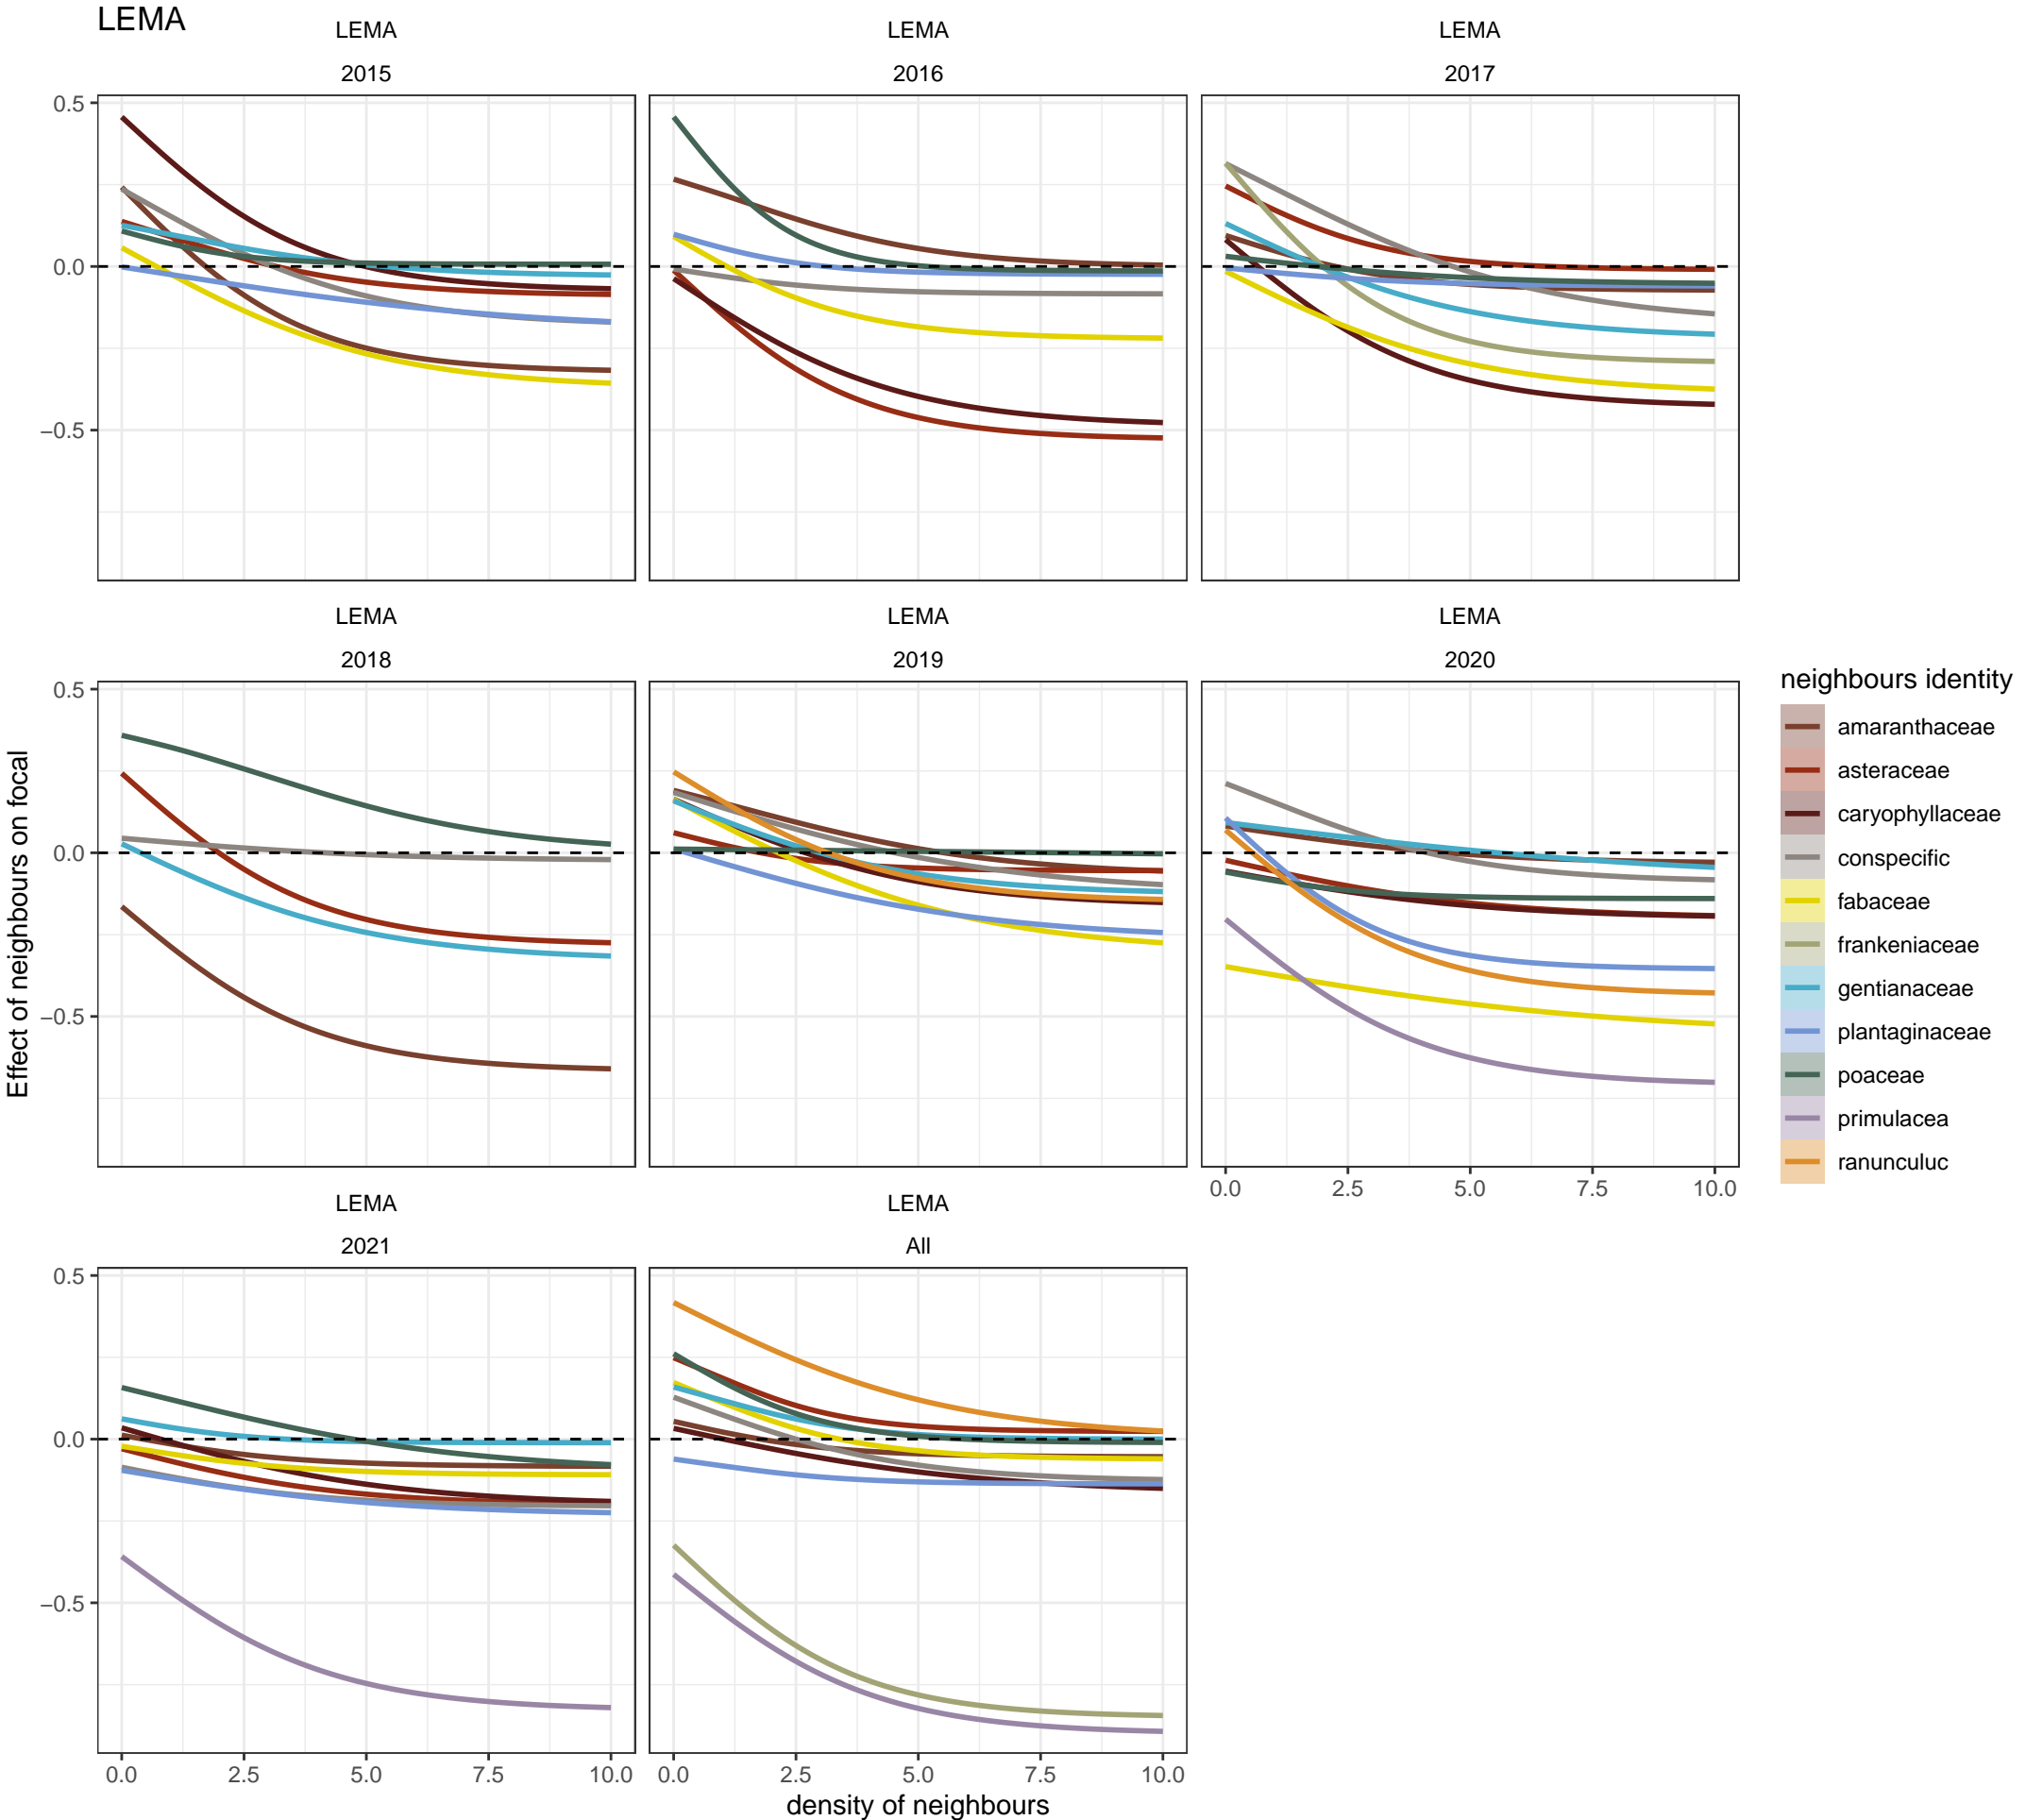 LEMA
LEMA LEMA LEMA
2015 2016 2017
0.5
0.0
−0.5
LEMA LEMA LEMA
2018 2019 2020
0.5
0.0
−0.5
0.0 2.5 5.0 7.5 10.0
LEMA LEMA
2021 All
0.5
0.0
−0.5
0.0 2.5 5.0 7.5 10.0 0.0 2.5 5.0 7.5 10.0
density of neighbours
Effect of neighbours on focal
neighbours identity
amaranthaceae
asteraceae
caryophyllaceae
conspecific
fabaceae
frankeniaceae
gentianaceae
plantaginaceae
poaceae
primulacea
ranunculuc